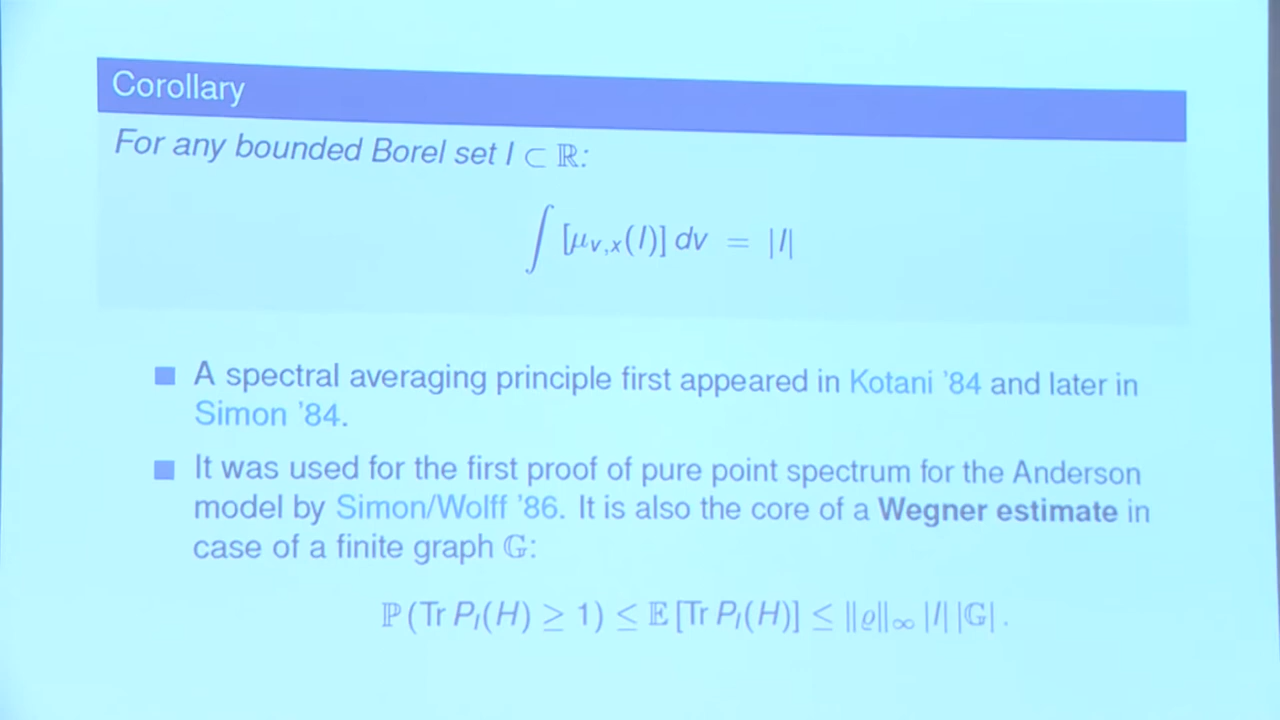 Corollary
For any bounded Borel set I ⊂ ℝ:
∫ [μ_{v,x}(I)] dv = |I|
■ A spectral averaging principle first appeared in Kotani '84 and later in
Simon '84.
■ It was used for the first proof of pure point spectrum for the Anderson
model by Simon/Wolff '86. It is also the core of a Wegner estimate in
case of a finite graph 𝔾:
ℙ (Tr P_I(H) ≥ 1) ≤ 𝔼 [Tr P_I(H)] ≤ ‖ϱ‖_∞ |I| |𝔾| .